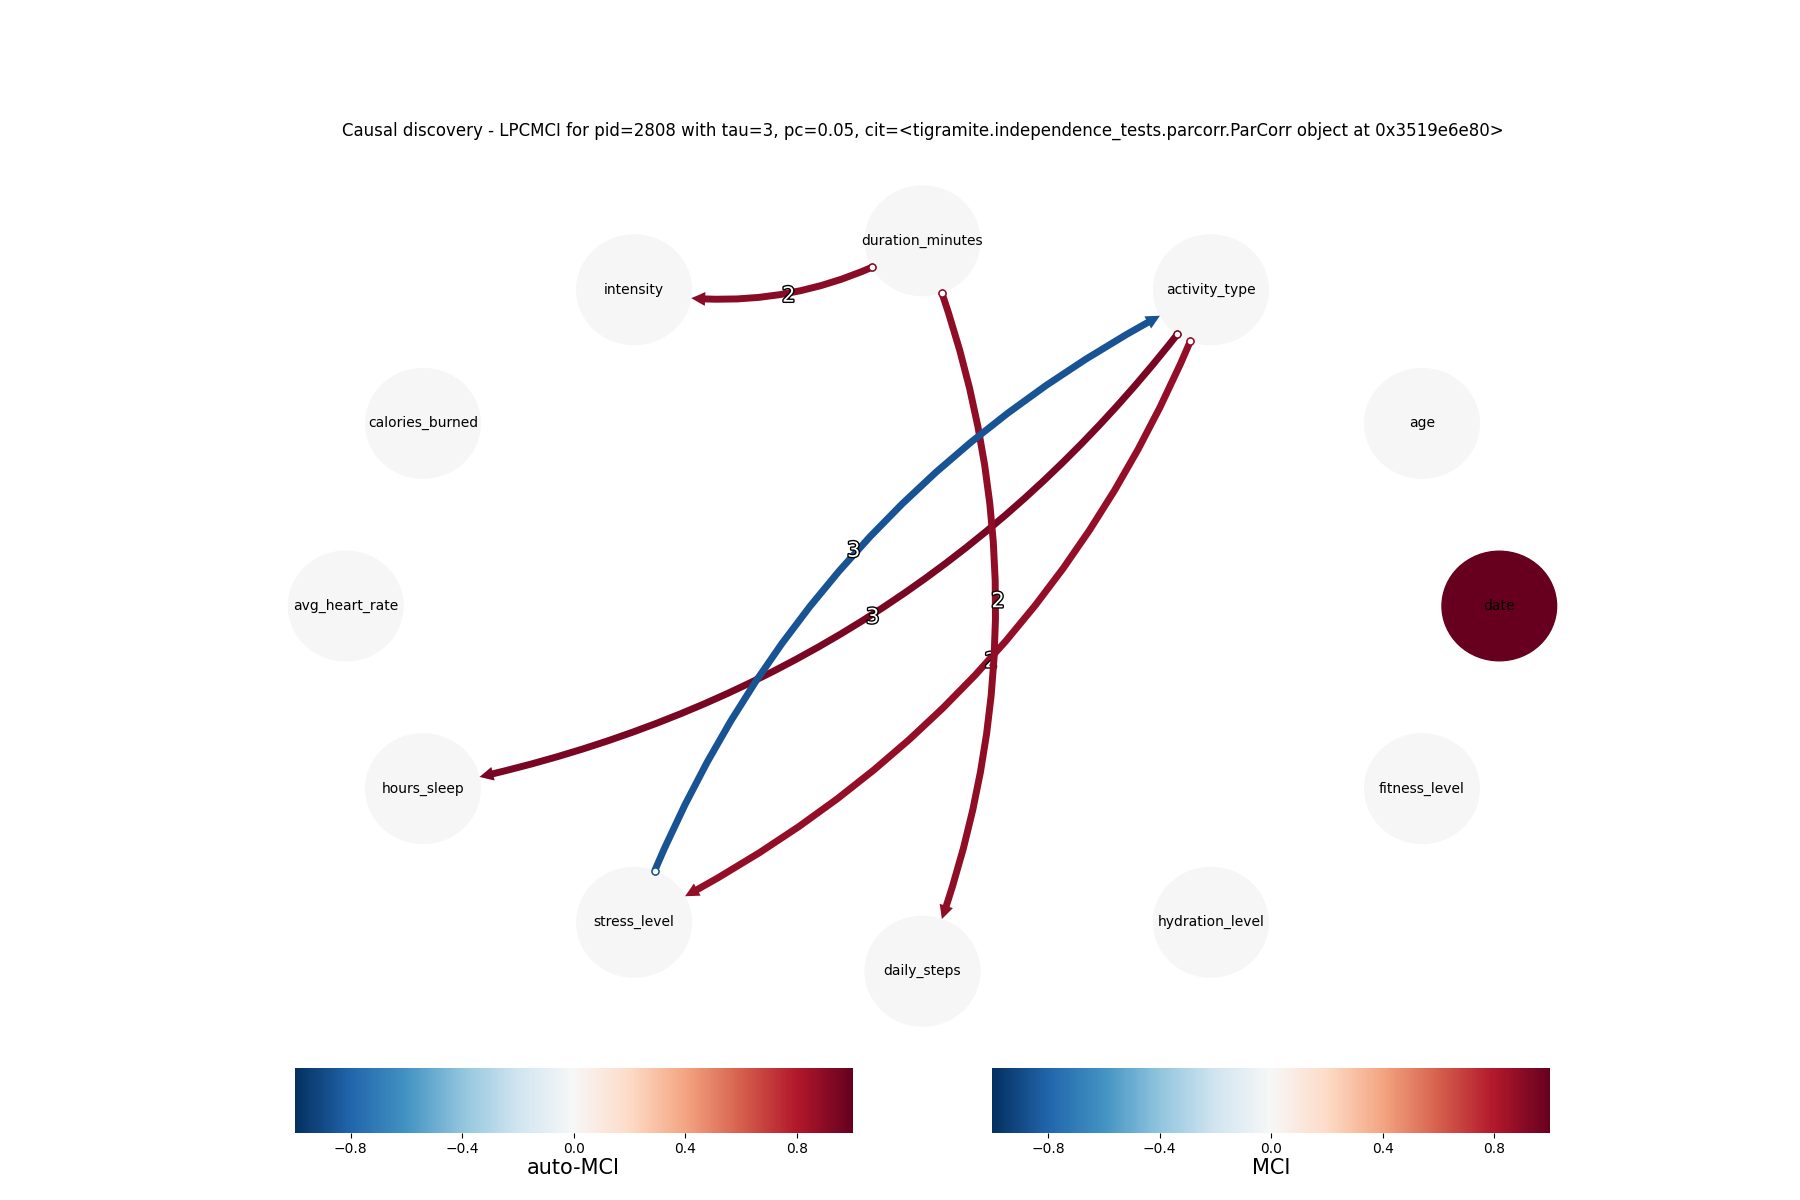 Causal discovery - LPCMCI for pid=2808 with tau=3, pc=0.05, cit=<tigramite.independence_tests.parcorr.ParCorr object at 0x3519e6e80>
duration_minutes
intensity
activity_type
2
calories_burned
age
3
avg_heart_rate
date
2
3
hours_sleep
fitness_level
stress_level
hydration_level
daily_steps
−0.8 −0.4 0.0 0.4 0.8
auto-MCI
−0.8 −0.4 0.0 0.4 0.8
MCI